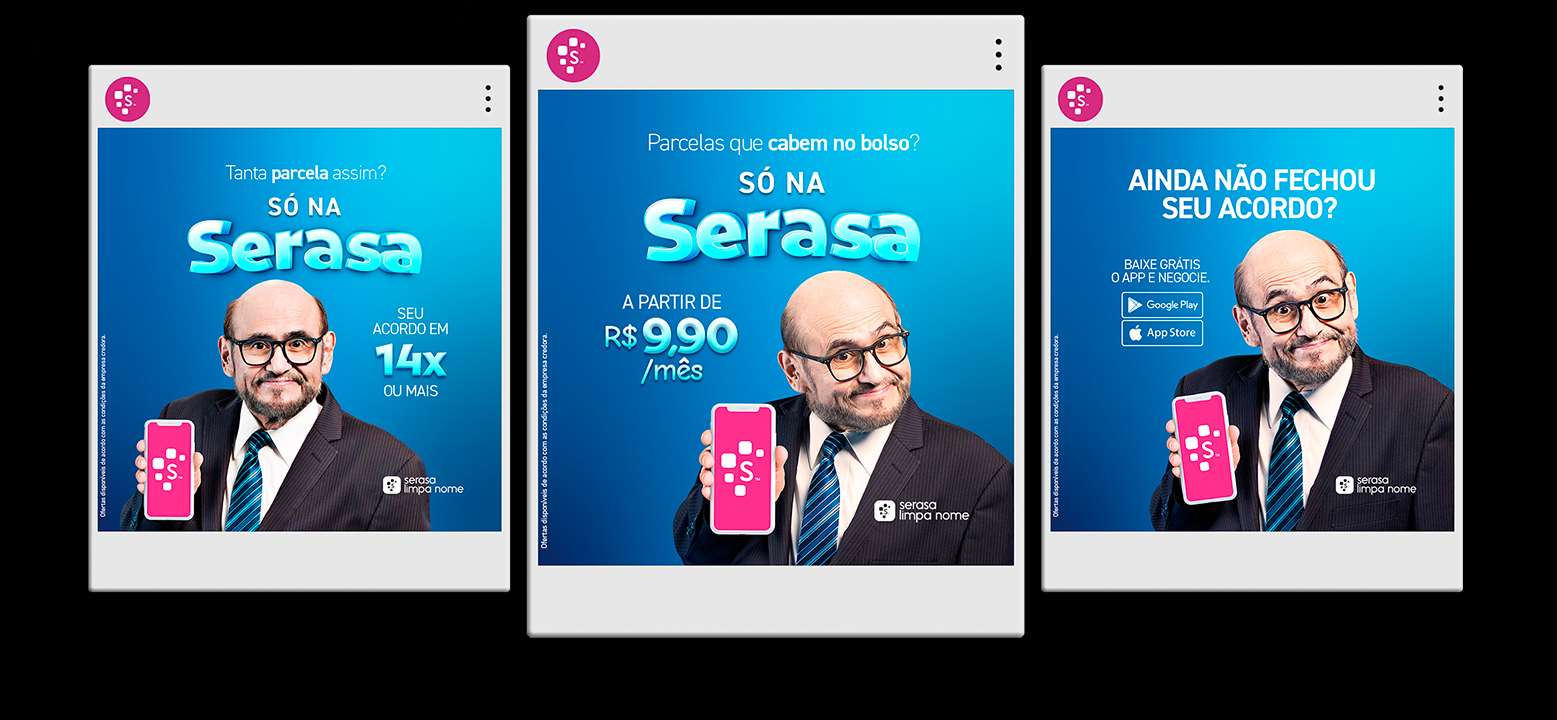 S
Tanta parcela assim?
SÓ NA
Serasa
SEU
ACORDO EM
14x
OU MAIS
Ofertas disponíveis de acordo com as condições da empresa credora.
S
serasa
limpa nome
S
Parcelas que cabem no bolso?
SÓ NA
Serasa
A PARTIR DE
R$ 9,90
/mês
Ofertas disponíveis de acordo com as condições da empresa credora.
S
TM
serasa
limpa nome
S
AINDA NÃO FECHOU
SEU ACORDO?
BAIXE GRÁTIS
O APP E NEGOCIE.
Google Play
App Store
Ofertas disponíveis de acordo com as condições da empresa credora.
S
serasa
limpa nome